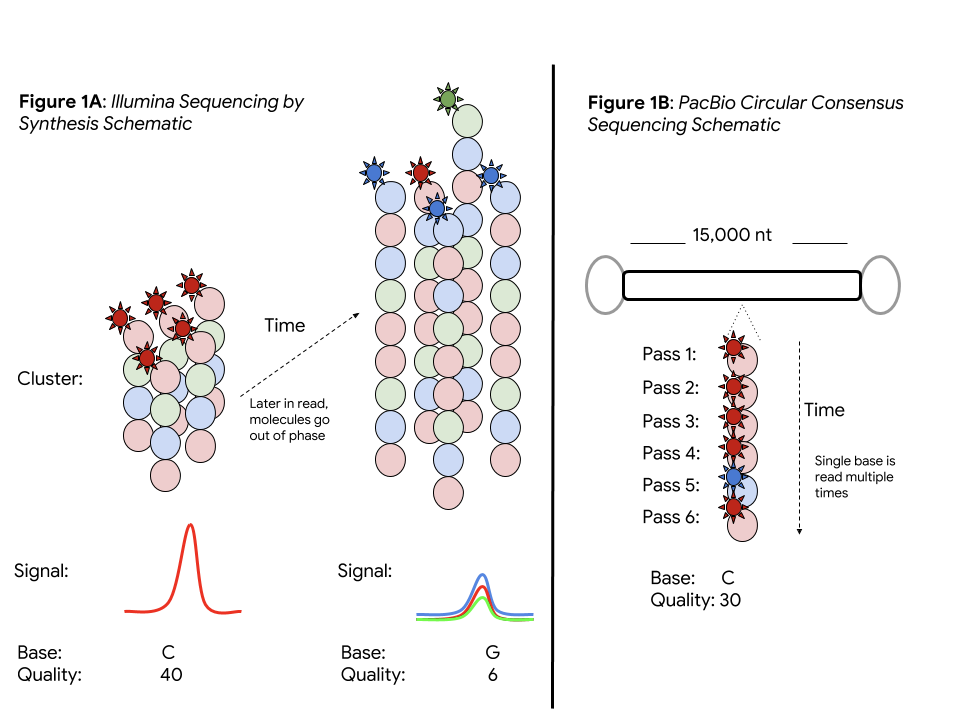 Figure 1A: Illumina Sequencing by
Synthesis Schematic
Cluster:
Time
Later in read,
molecules go
out of phase
Signal:
Signal:
Base: C
Quality: 40
Base: G
Quality: 6
Figure 1B: PacBio Circular Consensus
Sequencing Schematic
15,000 nt
Pass 1:
Pass 2:
Pass 3:
Pass 4:
Pass 5:
Pass 6:
Time
Single base is
read multiple
times
Base: C
Quality: 30